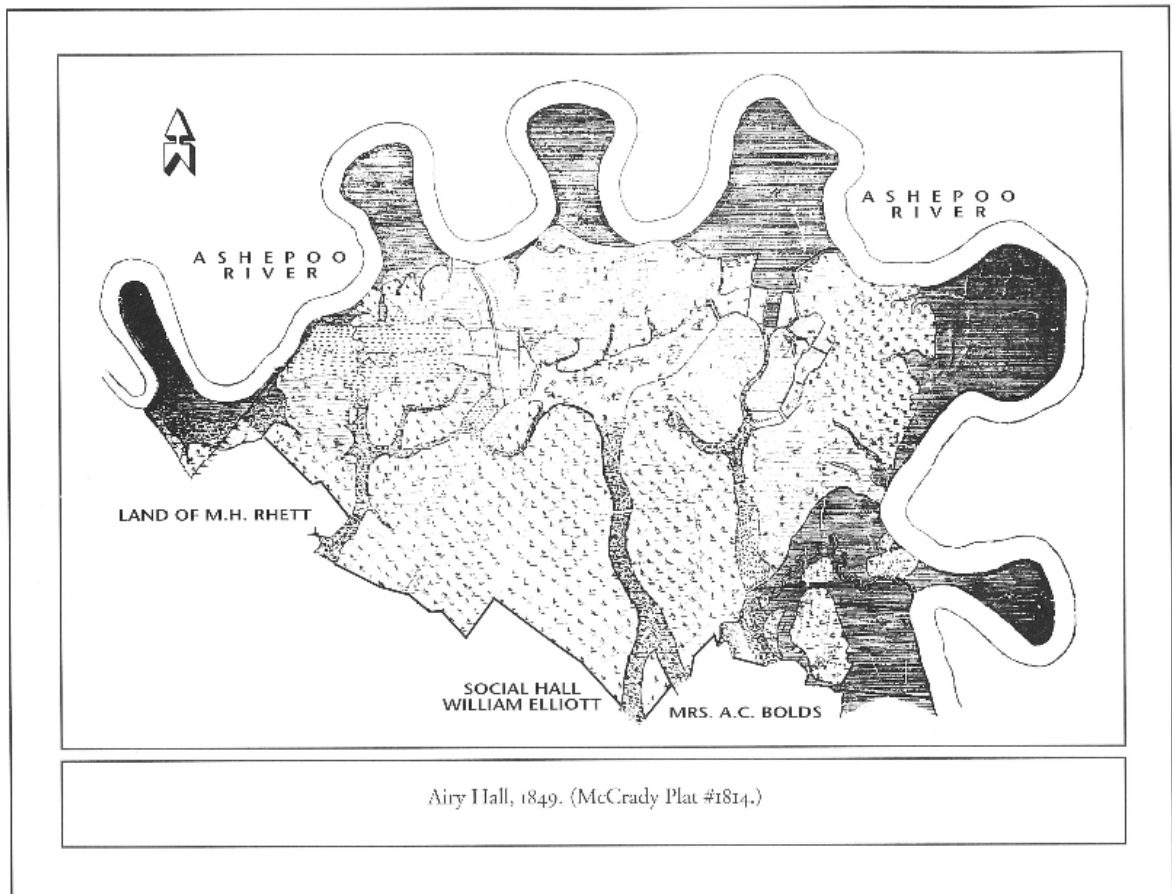 ASHEPOO
RIVER
ASHEPOO
RIVER
LAND OF M.H. RHETT
SOCIAL HALL
WILLIAM ELLIOTT
MRS. A.C. BOLDS
Airy Hall, 1849. (McCrady Plat #1814.)